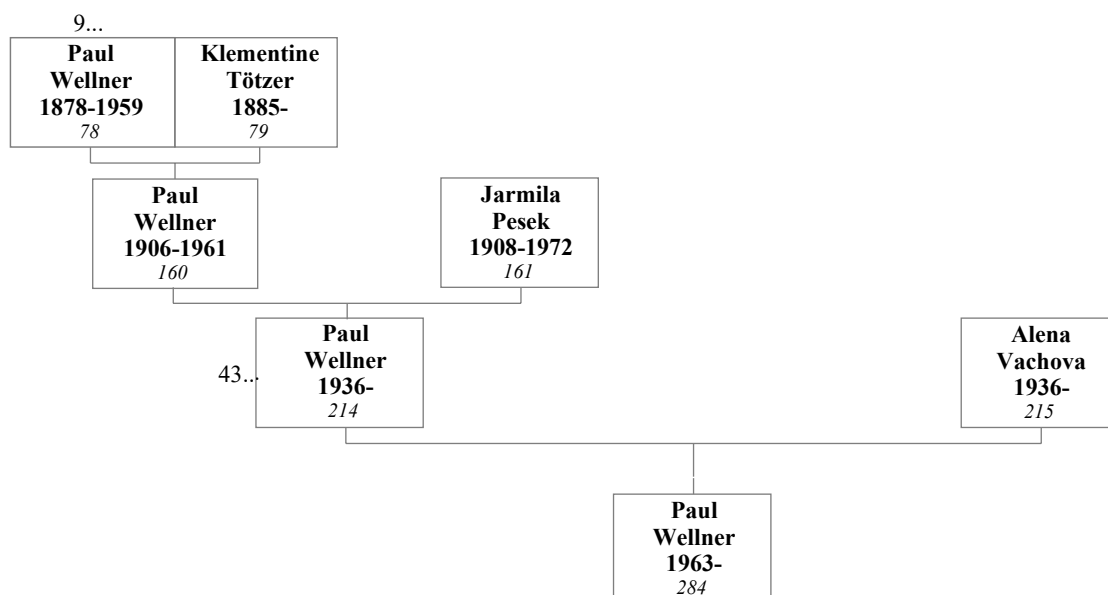 9...
Paul
Wellner
1878-1959
78
Klementine
Tötzer
1885-
79
Paul
Wellner
1906-1961
160
Jarmila
Pesek
1908-1972
161
43...
Paul
Wellner
1936-
214
Alena
Vachova
1936-
215
Paul
Wellner
1963-
284